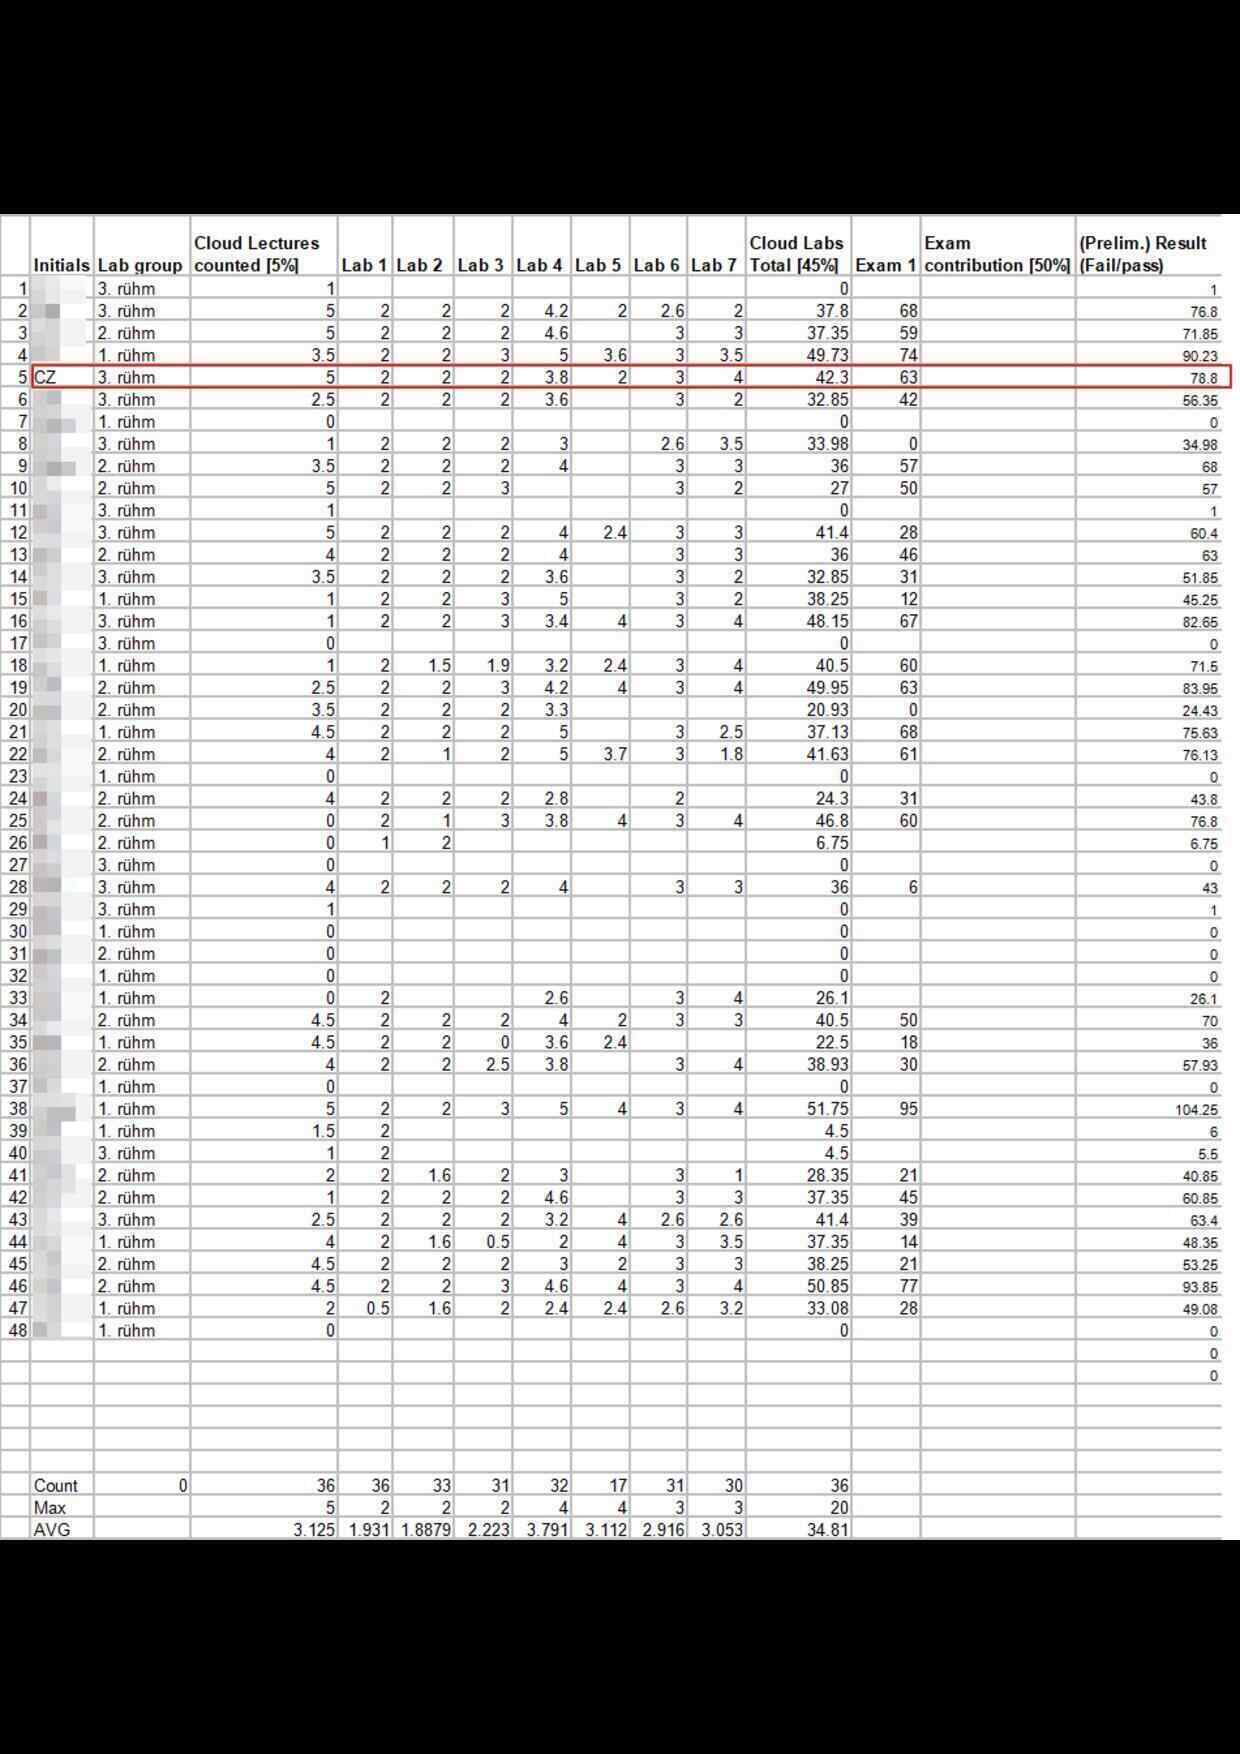 Initials Lab group Cloud Lectures counted [5%] Lab 1 Lab 2 Lab 3 Lab 4 Lab 5 Lab 6 Lab 7 Cloud Labs Total [45%] Exam 1 Exam contribution [50%] (Prelim.) Result (Fail/pass)
1 3. rühm 1 0 1
2 3. rühm 5 2 2 2 4.2 2 2.6 2 37.8 68 76.8
3 2. rühm 5 2 2 2 4.6 3 3 37.35 59 71.85
4 1. rühm 3.5 2 2 3 5 3.6 3 3.5 49.73 74 90.23
5 CZ 3. rühm 5 2 2 2 3.8 2 3 4 42.3 63 78.8
6 3. rühm 2.5 2 2 2 3.6 3 2 32.85 42 56.35
7 1. rühm 0 0 0
8 3. rühm 1 2 2 2 3 2.6 3.5 33.98 0 34.98
9 2. rühm 3.5 2 2 2 4 3 3 36 57 68
10 2. rühm 5 2 2 3 3 2 27 50 57
11 3. rühm 1 0 1
12 3. rühm 5 2 2 2 4 2.4 3 3 41.4 28 60.4
13 2. rühm 4 2 2 2 4 3 3 36 46 63
14 3. rühm 3.5 2 2 2 3.6 3 2 32.85 31 51.85
15 1. rühm 1 2 2 3 5 3 2 38.25 12 45.25
16 3. rühm 1 2 2 3 3.4 4 3 4 48.15 67 82.65
17 3. rühm 0 0 0
18 1. rühm 1 2 1.5 1.9 3.2 2.4 3 4 40.5 60 71.5
19 2. rühm 2.5 2 2 3 4.2 4 3 4 49.95 63 83.95
20 2. rühm 3.5 2 2 2 3.3 20.93 0 24.43
21 1. rühm 4.5 2 2 2 5 3 2.5 37.13 68 75.63
22 2. rühm 4 2 1 2 5 3.7 3 1.8 41.63 61 76.13
23 1. rühm 0 0 0
24 2. rühm 4 2 2 2 2.8 2 24.3 31 43.8
25 2. rühm 0 2 1 3 3.8 4 3 4 46.8 60 76.8
26 2. rühm 0 1 2 6.75 6.75
27 3. rühm 0 0 0
28 3. rühm 4 2 2 2 4 3 3 36 6 43
29 3. rühm 1 0 1
30 1. rühm 0 0 0
31 2. rühm 0 0 0
32 1. rühm 0 0 0
33 1. rühm 0 2 2.6 3 4 26.1 26.1
34 2. rühm 4.5 2 2 2 4 2 3 3 40.5 50 70
35 1. rühm 4.5 2 2 0 3.6 2.4 22.5 18 36
36 2. rühm 4 2 2 2.5 3.8 3 4 38.93 30 57.93
37 1. rühm 0 0 0
38 1. rühm 5 2 2 3 5 4 3 4 51.75 95 104.25
39 1. rühm 1.5 2 4.5 6
40 3. rühm 1 2 4.5 5.5
41 2. rühm 2 2 1.6 2 3 3 1 28.35 21 40.85
42 2. rühm 1 2 2 2 4.6 3 3 37.35 45 60.85
43 3. rühm 2.5 2 2 2 3.2 4 2.6 2.6 41.4 39 63.4
44 1. rühm 4 2 1.6 0.5 2 4 3 3.5 37.35 14 48.35
45 2. rühm 4.5 2 2 2 3 2 3 3 38.25 21 53.25
46 2. rühm 4.5 2 2 3 4.6 4 3 4 50.85 77 93.85
47 1. rühm 2 0.5 1.6 2 2.4 2.4 2.6 3.2 33.08 28 49.08
48 1. rühm 0 0 0
0
0
Count 0 36 36 33 31 32 17 31 30 36
Max 5 2 2 2 4 4 3 3 20
AVG 3.125 1.931 1.8879 2.223 3.791 3.112 2.916 3.053 34.81